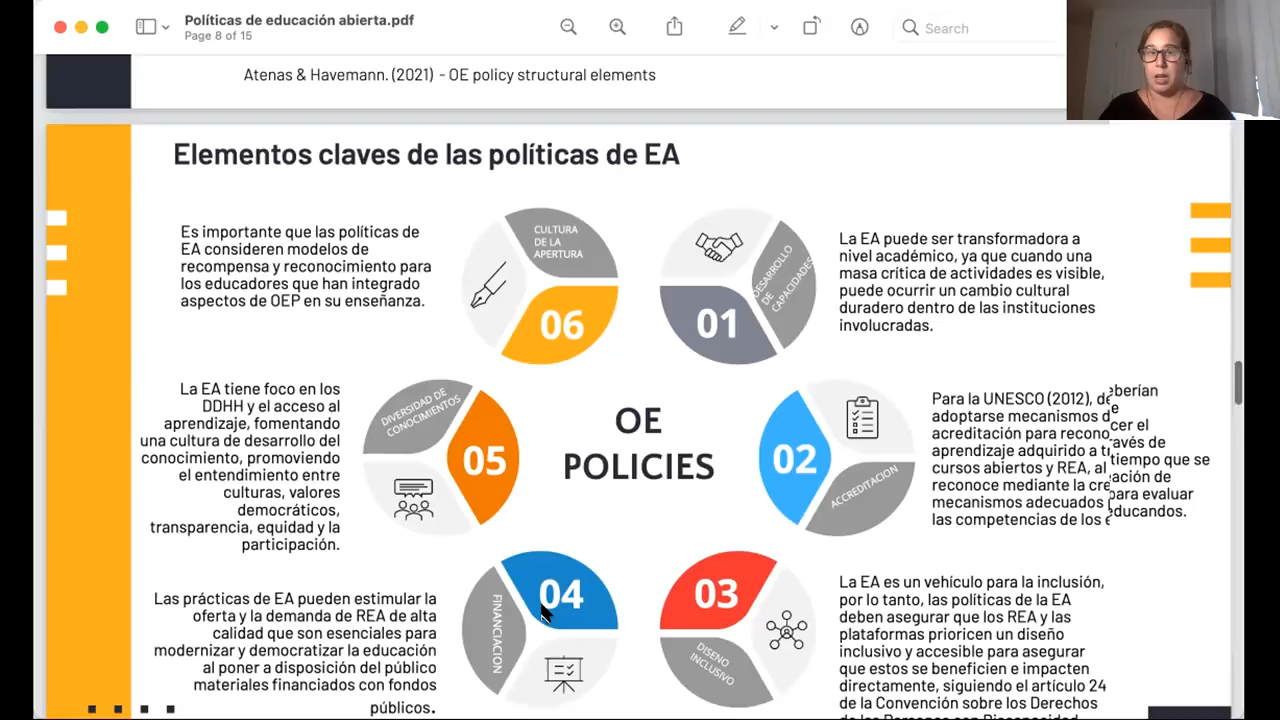 Políticas de educación abierta.pdf
Page 8 of 15
Search
Atenas & Havemann. (2021) - OE policy structural elements
Elementos claves de las políticas de EA
Es importante que las políticas de
EA consideren modelos de
recompensa y reconocimiento para
los educadores que han integrado
aspectos de OEP en su enseñanza.
CULTURA
DE LA
APERTURA
06
DESARROLLO
DE
CAPACIDADES
01
La EA puede ser transformadora a
nivel académico, ya que cuando una
masa crítica de actividades es visible,
puede ocurrir un cambio cultural
duradero dentro de las instituciones
involucradas.
La EA tiene foco en los
DDHH y el acceso al
aprendizaje, fomentando
una cultura de desarrollo del
conocimiento, promoviendo
el entendimiento entre
culturas, valores
democráticos,
transparencia, equidad y la
participación.
DIVERSIDAD DE
CONOCIMIENTOS
05
OE
POLICIES
02
ACCREDITACION
Para la UNESCO (2012), deberían
adoptarse mecanismos de
acreditación para reconocer el
aprendizaje adquirido a través de
cursos abiertos y REA, al tiempo que se
reconoce mediante la creación de
mecanismos adecuados para evaluar
las competencias de los educandos.
Las prácticas de EA pueden estimular la
oferta y la demanda de REA de alta
calidad que son esenciales para
modernizar y democratizar la educación
al poner a disposición del público
materiales financiados con fondos
públicos.
FINANCIACION
04
03
DISENO
INCLUSIVO
La EA es un vehículo para la inclusión,
por lo tanto, las políticas de la EA
deben asegurar que los REA y las
plataformas prioricen un diseño
inclusivo y accesible para asegurar
que estos se beneficien e impacten
directamente, siguiendo el artículo 24
de la Convención sobre los Derechos